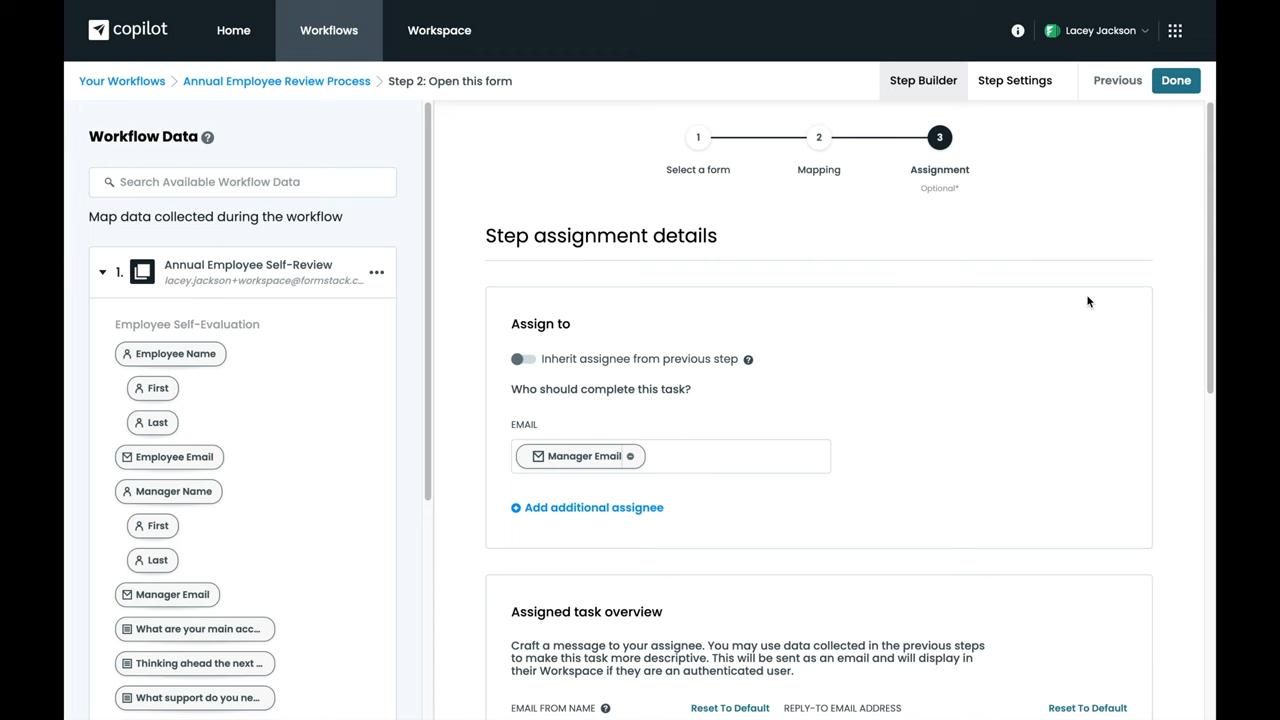 copilot
Home
Workflows
Workspace
Lacey Jackson
Your Workflows
Annual Employee Review Process
Step 2: Open this form
Step Builder
Step Settings
Previous
Done
Workflow Data ?
Search Available Workflow Data
Map data collected during the workflow
1.
Annual Employee Self-Review
lacey.jackson+workspace@formstack.c...
Employee Self-Evaluation
Employee Name
First
Last
Employee Email
Manager Name
First
Last
Manager Email
What are your main acc...
Thinking ahead the next ...
What support do you ne...
1
2
3
Select a form
Mapping
Assignment
Optional*
Step assignment details
Assign to
Inherit assignee from previous step ?
Who should complete this task?
EMAIL
Manager Email
Add additional assignee
Assigned task overview
Craft a message to your assignee. You may use data collected in the previous steps
to make this task more descriptive. This will be sent as an email and will display in
their Workspace if they are an authenticated user.
EMAIL FROM NAME ?
Reset To Default
REPLY-TO EMAIL ADDRESS
Reset To Default